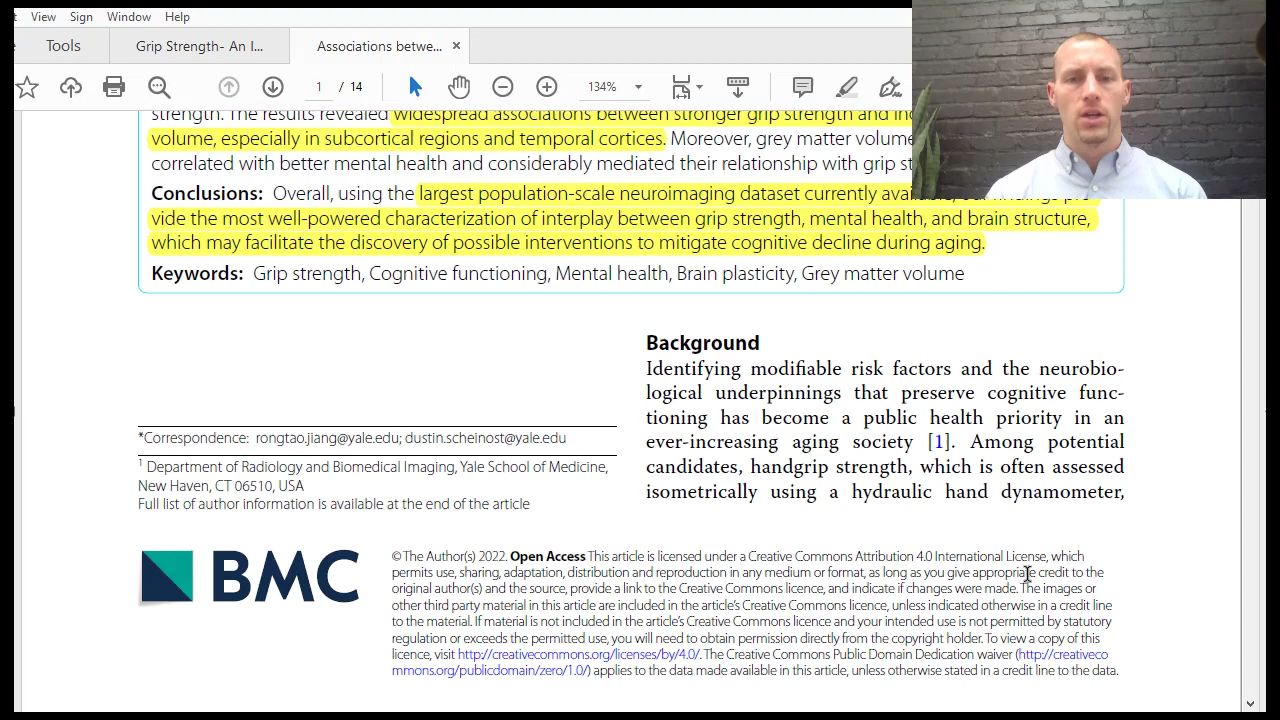 View Sign Window Help
Tools Grip Strength- An I... Associations betwe... ×
1 / 14 134%
strength. The results revealed widespread associations between stronger grip strength and
volume, especially in subcortical regions and temporal cortices. Moreover, grey matter volume
correlated with better mental health and considerably mediated their relationship with grip
Conclusions: Overall, using the largest population-scale neuroimaging dataset currently
vide the most well-powered characterization of interplay between grip strength, mental health, and brain structure,
which may facilitate the discovery of possible interventions to mitigate cognitive decline during aging.
Keywords: Grip strength, Cognitive functioning, Mental health, Brain plasticity, Grey matter volume
*Correspondence: rongtao.jiang@yale.edu; dustin.scheinost@yale.edu
1 Department of Radiology and Biomedical Imaging, Yale School of Medicine,
New Haven, CT 06510, USA
Full list of author information is available at the end of the article
Background
Identifying modifiable risk factors and the neurobio-
logical underpinnings that preserve cognitive func-
tioning has become a public health priority in an
ever-increasing aging society [1]. Among potential
candidates, handgrip strength, which is often assessed
isometrically using a hydraulic hand dynamometer,
BMC
© The Author(s) 2022. Open Access This article is licensed under a Creative Commons Attribution 4.0 International License, which
permits use, sharing, adaptation, distribution and reproduction in any medium or format, as long as you give appropriate credit to the
original author(s) and the source, provide a link to the Creative Commons licence, and indicate if changes were made. The images or
other third party material in this article are included in the article's Creative Commons licence, unless indicated otherwise in a credit line
to the material. If material is not included in the article's Creative Commons licence and your intended use is not permitted by statutory
regulation or exceeds the permitted use, you will need to obtain permission directly from the copyright holder. To view a copy of this
licence, visit http://creativecommons.org/licenses/by/4.0/. The Creative Commons Public Domain Dedication waiver (http://creativeco
mmons.org/publicdomain/zero/1.0/) applies to the data made available in this article, unless otherwise stated in a credit line to the data.